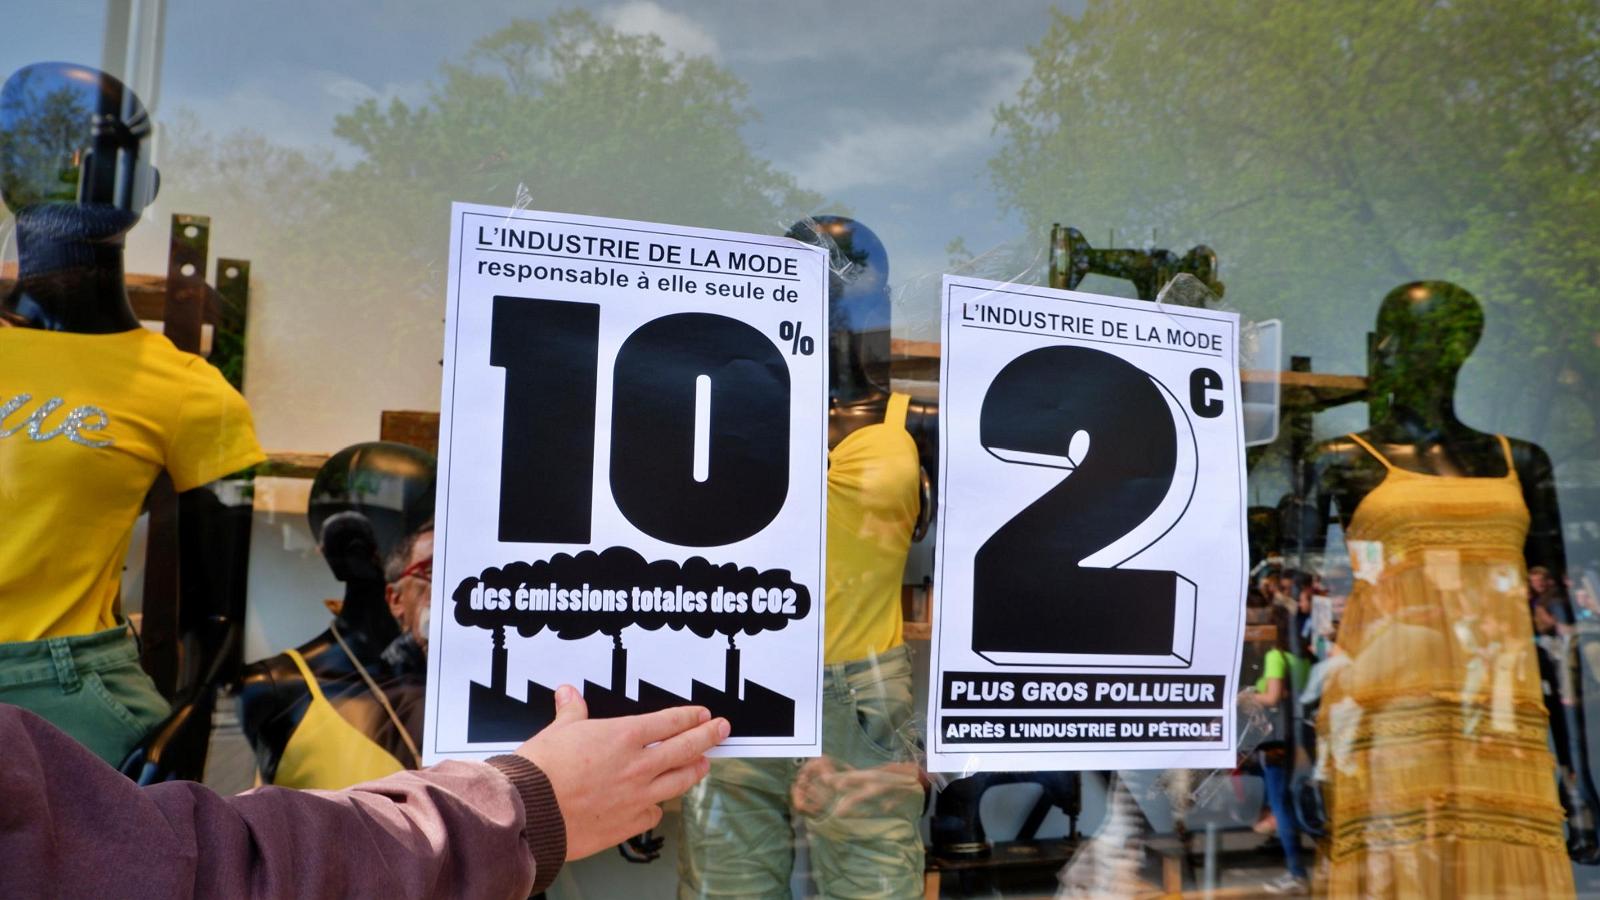 L'INDUSTRIE DE LA MODE
responsable à elle seule de
10%
des émissions totales des CO2
L'INDUSTRIE DE LA MODE
2e
PLUS GROS POLLUEUR
APRÈS L'INDUSTRIE DU PÉTROLE